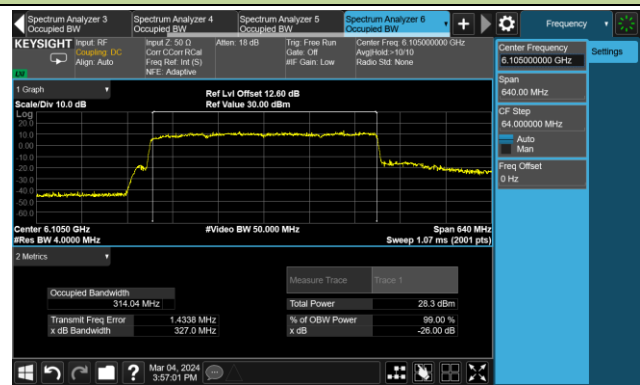 Spectrum Analyzer 3
Occupied BW
Spectrum Analyzer 4
Occupied BW
Spectrum Analyzer 5
Occupied BW
Spectrum Analyzer 6
Occupied BW
Frequency
KEYSIGHT
Input: RF
Coupling: DC
Align: Auto
Input Z: 50 Ω
Corr CCorr RCal
Freq Ref: Int (S)
NFE: Adaptive
Atten: 18 dB
Trig: Free Run
Gate: Off
#IF Gain: Low
Center Freq: 6.105000000 GHz
Avg|Hold:>10/10
Radio Std: None
LXI
1 Graph
Scale/Div 10.0 dB
Ref Lvl Offset 12.60 dB
Ref Value 30.00 dBm
Log
20.0
10.0
0.00
-10.0
-20.0
-30.0
-40.0
-50.0
-60.0
Center 6.1050 GHz
#Res BW 4.0000 MHz
#Video BW 50.000 MHz
Span 640 MHz
Sweep 1.07 ms (2001 pts)
2 Metrics
Measure Trace
Trace 1
Occupied Bandwidth
314.04 MHz
Total Power
28.3 dBm
Transmit Freq Error
1.4338 MHz
% of OBW Power
99.00 %
x dB Bandwidth
327.0 MHz
x dB
-26.00 dB
Center Frequency
6.105000000 GHz
Settings
Span
640.00 MHz
CF Step
64.000000 MHz
Auto
Man
Freq Offset
0 Hz
?
Mar 04, 2024
3:57:01 PM